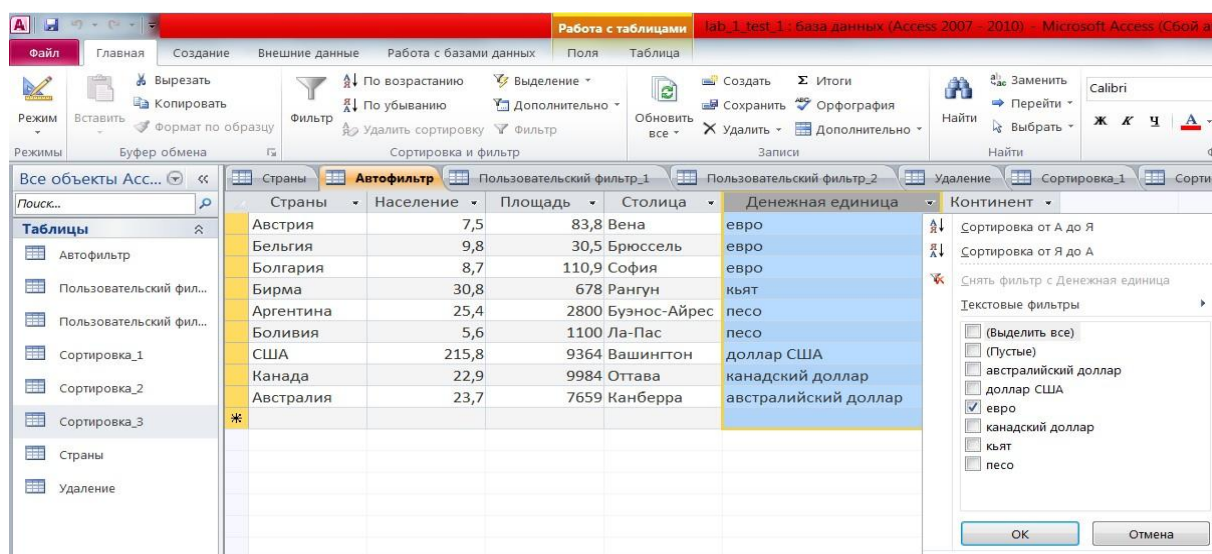 Работа с таблицами lab_1_test_1 : база данных (Access 2007 - 2010) - Microsoft Access (Сбой а
Файл Главная Создание Внешние данные Работа с базами данных Поля Таблица
Режим
Вставить
Вырезать
Копировать
Формат по образцу
Фильтр
По возрастанию
По убыванию
Удалить сортировку
Выделение
Дополнительно
Фильтр
Обновить все
Создать
Сохранить
Удалить
Итоги
Орфография
Дополнительно
Найти
Заменить
Перейти
Выбрать
Calibri
Ж К Ч А
Режимы Буфер обмена Сортировка и фильтр Записи Найти
Все объекты Acc... «
Поиск...
Таблицы
Автофильтр
Пользовательский фил...
Пользовательский фил...
Сортировка_1
Сортировка_2
Сортировка_3
Страны
Удаление
Страны Автофильтр Пользовательский фильтр_1 Пользовательский фильтр_2 Удаление Сортировка_1 Сорти
Страны Население Площадь Столица Денежная единица Континент
Австрия 7,5 83,8 Вена евро
Бельгия 9,8 30,5 Брюссель евро
Болгария 8,7 110,9 София евро
Бирма 30,8 678 Рангун кьят
Аргентина 25,4 2800 Буэнос-Айрес песо
Боливия 5,6 1100 Ла-Пас песо
США 215,8 9364 Вашингтон доллар США
Канада 22,9 9984 Оттава канадский доллар
Австралия 23,7 7659 Канберра австралийский доллар
Сортировка от А до Я
Сортировка от Я до А
Снять фильтр с Денежная единица
Текстовые фильтры
(Выделить все)
(Пустые)
австралийский доллар
доллар США
евро
канадский доллар
кьят
песо
ОК Отмена